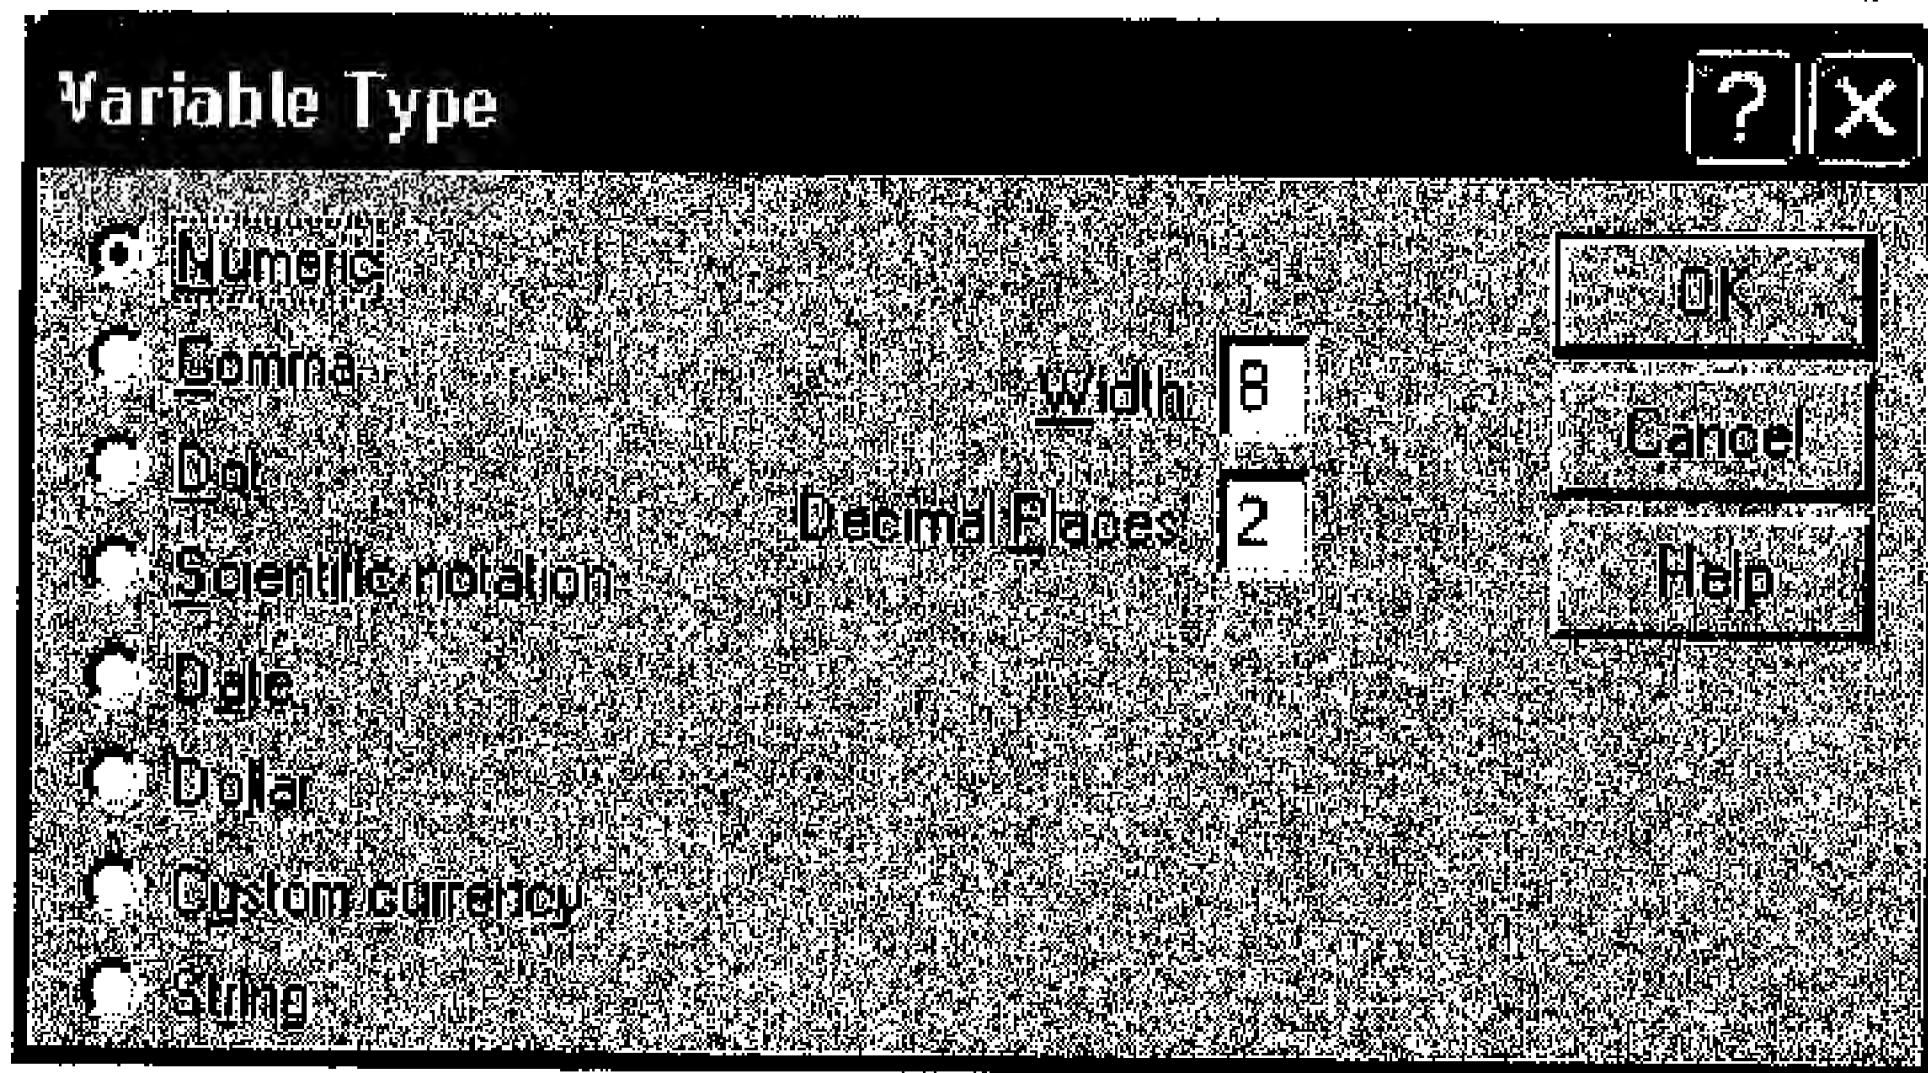 Variable Type ? X
Numeric
Comma
Dot
Scientific notation
Date
Dollar
Custom currency
String
Width: 8
Decimal Places: 2
OK
Cancel
Help